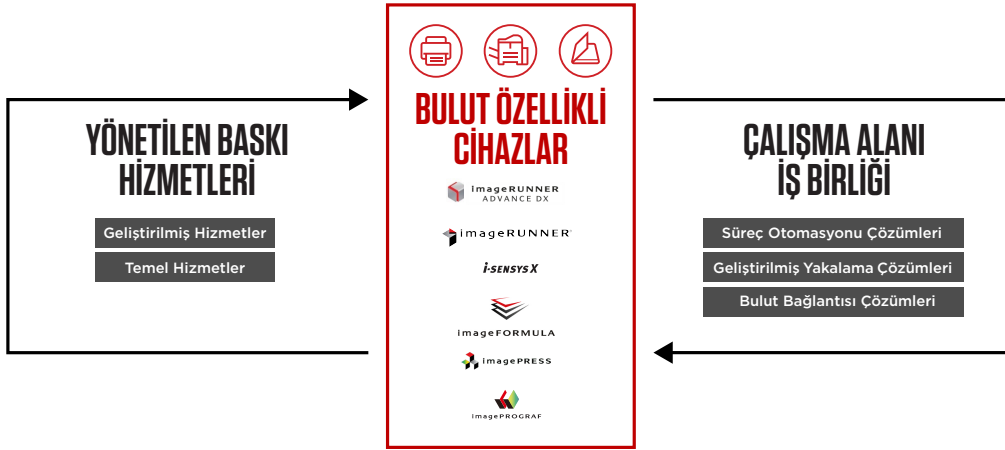 YÖNETİLEN BASKI
HİZMETLERİ
Geliştirilmiş Hizmetler
Temel Hizmetler
BULUT ÖZELLİKLİ
CİHAZLAR
imageRUNNER
ADVANCE DX
imageRUNNER
i-SENSYS X
imageFORMULA
imagePRESS
imagePROGRAF
ÇALIŞMA ALANI
İŞ BİRLİĞİ
Süreç Otomasyonu Çözümleri
Geliştirilmiş Yakalama Çözümleri
Bulut Bağlantısı Çözümleri